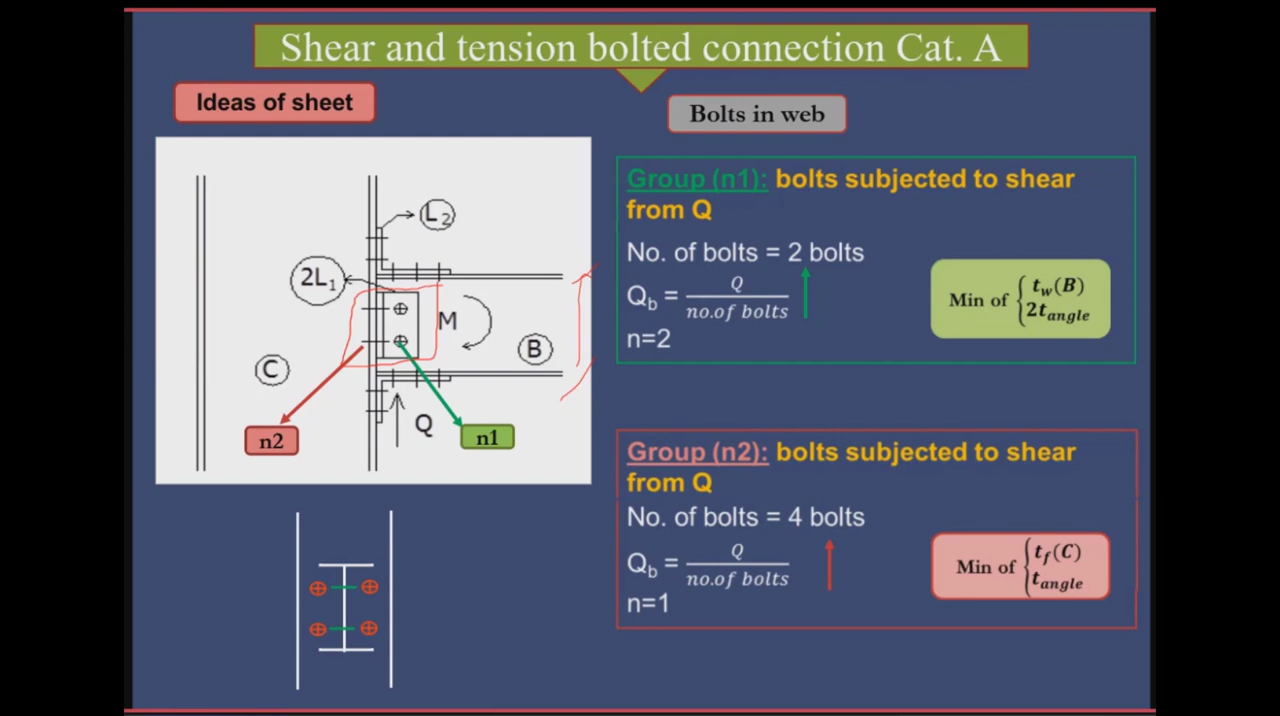 Shear and tension bolted connection Cat. A
Ideas of sheet
Bolts in web
L2
2L1
M
B
C
Q
n2
n1
Group (n1): bolts subjected to shear
from Q
No. of bolts = 2 bolts
Qb = Q / no.of bolts
n=2
Min of { tw(B)
2tangle
Group (n2): bolts subjected to shear
from Q
No. of bolts = 4 bolts
Qb = Q / no.of bolts
n=1
Min of { tf(C)
tangle